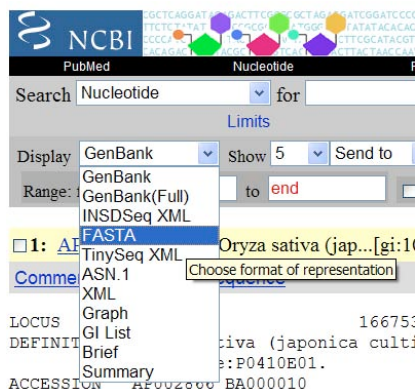 NCBI
PubMed Nucleotide
Search Nucleotide for
Limits
Display GenBank Show 5 Send to
GenBank
Range: to end
GenBank(Full)
INSDSeq XML
FASTA
1: Oryza sativa (jap...[gi:1
TinySeq XML
Choose format of representation
ASN.1
XML
Graph
LOCUS 16675
GI List
DEFINIT tiva (japonica culti
Brief
e:P0410E01.
Summary
ACCESSION AP002866 BA000010